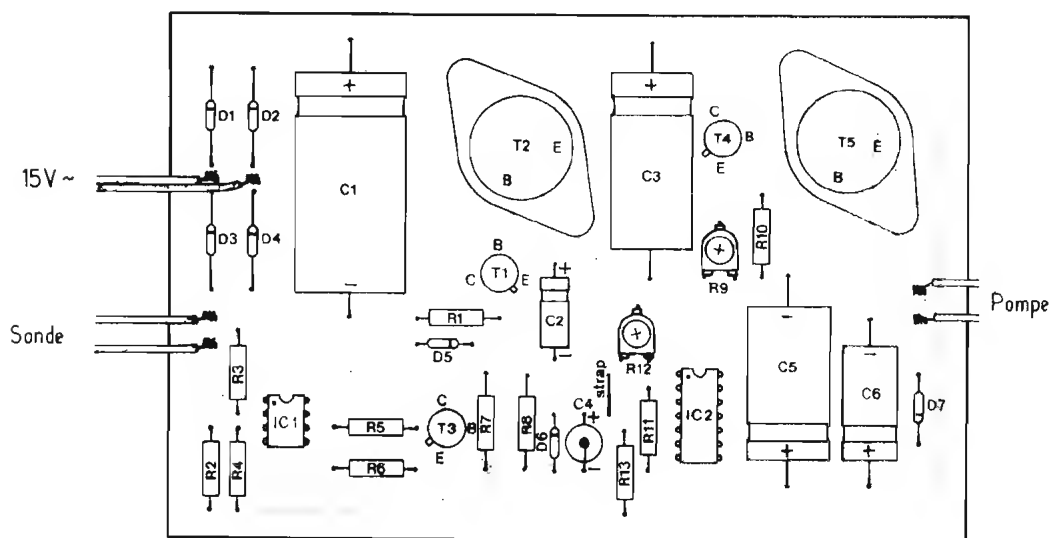 D1
D2
+
C1
-
T2
E
B
+
C3
C
T4
B
E
T5
E
B
15V~
D3
D4
R9
R10
B
T1
C
E
+
C2
-
Sonde
Pompe
R1
D5
R12
-
C5
+
-
C6
+
D7
R3
IC1
R2
R4
R5
R6
C
T3
B
E
R7
R8
D6
C4
+
-
strap
R13
R11
IC2